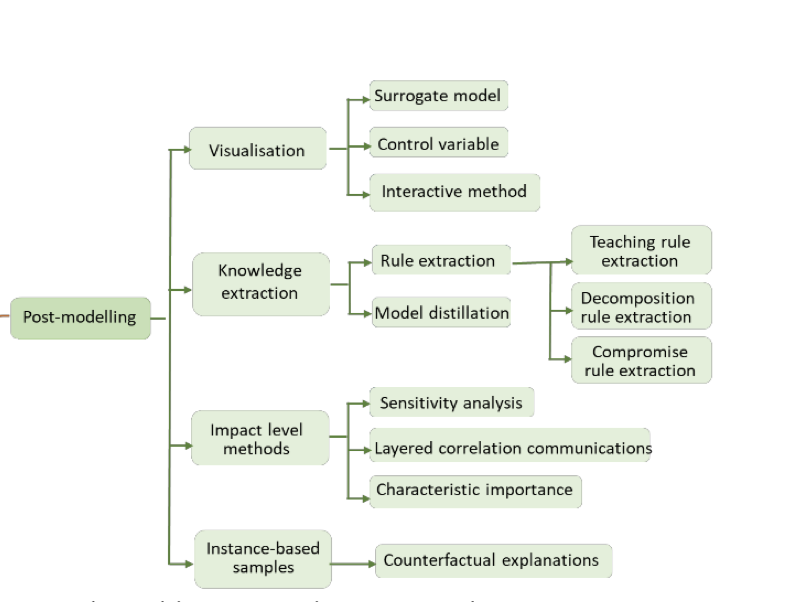 Surrogate model
Visualisation
Control variable
Interactive method
Knowledge
extraction
Rule extraction
Teaching rule
extraction
Model distillation
Decomposition
rule extraction
Compromise
rule extraction
Post-modelling
Impact level
methods
Sensitivity analysis
Layered correlation communications
Characteristic importance
Instance-based
samples
Counterfactual explanations